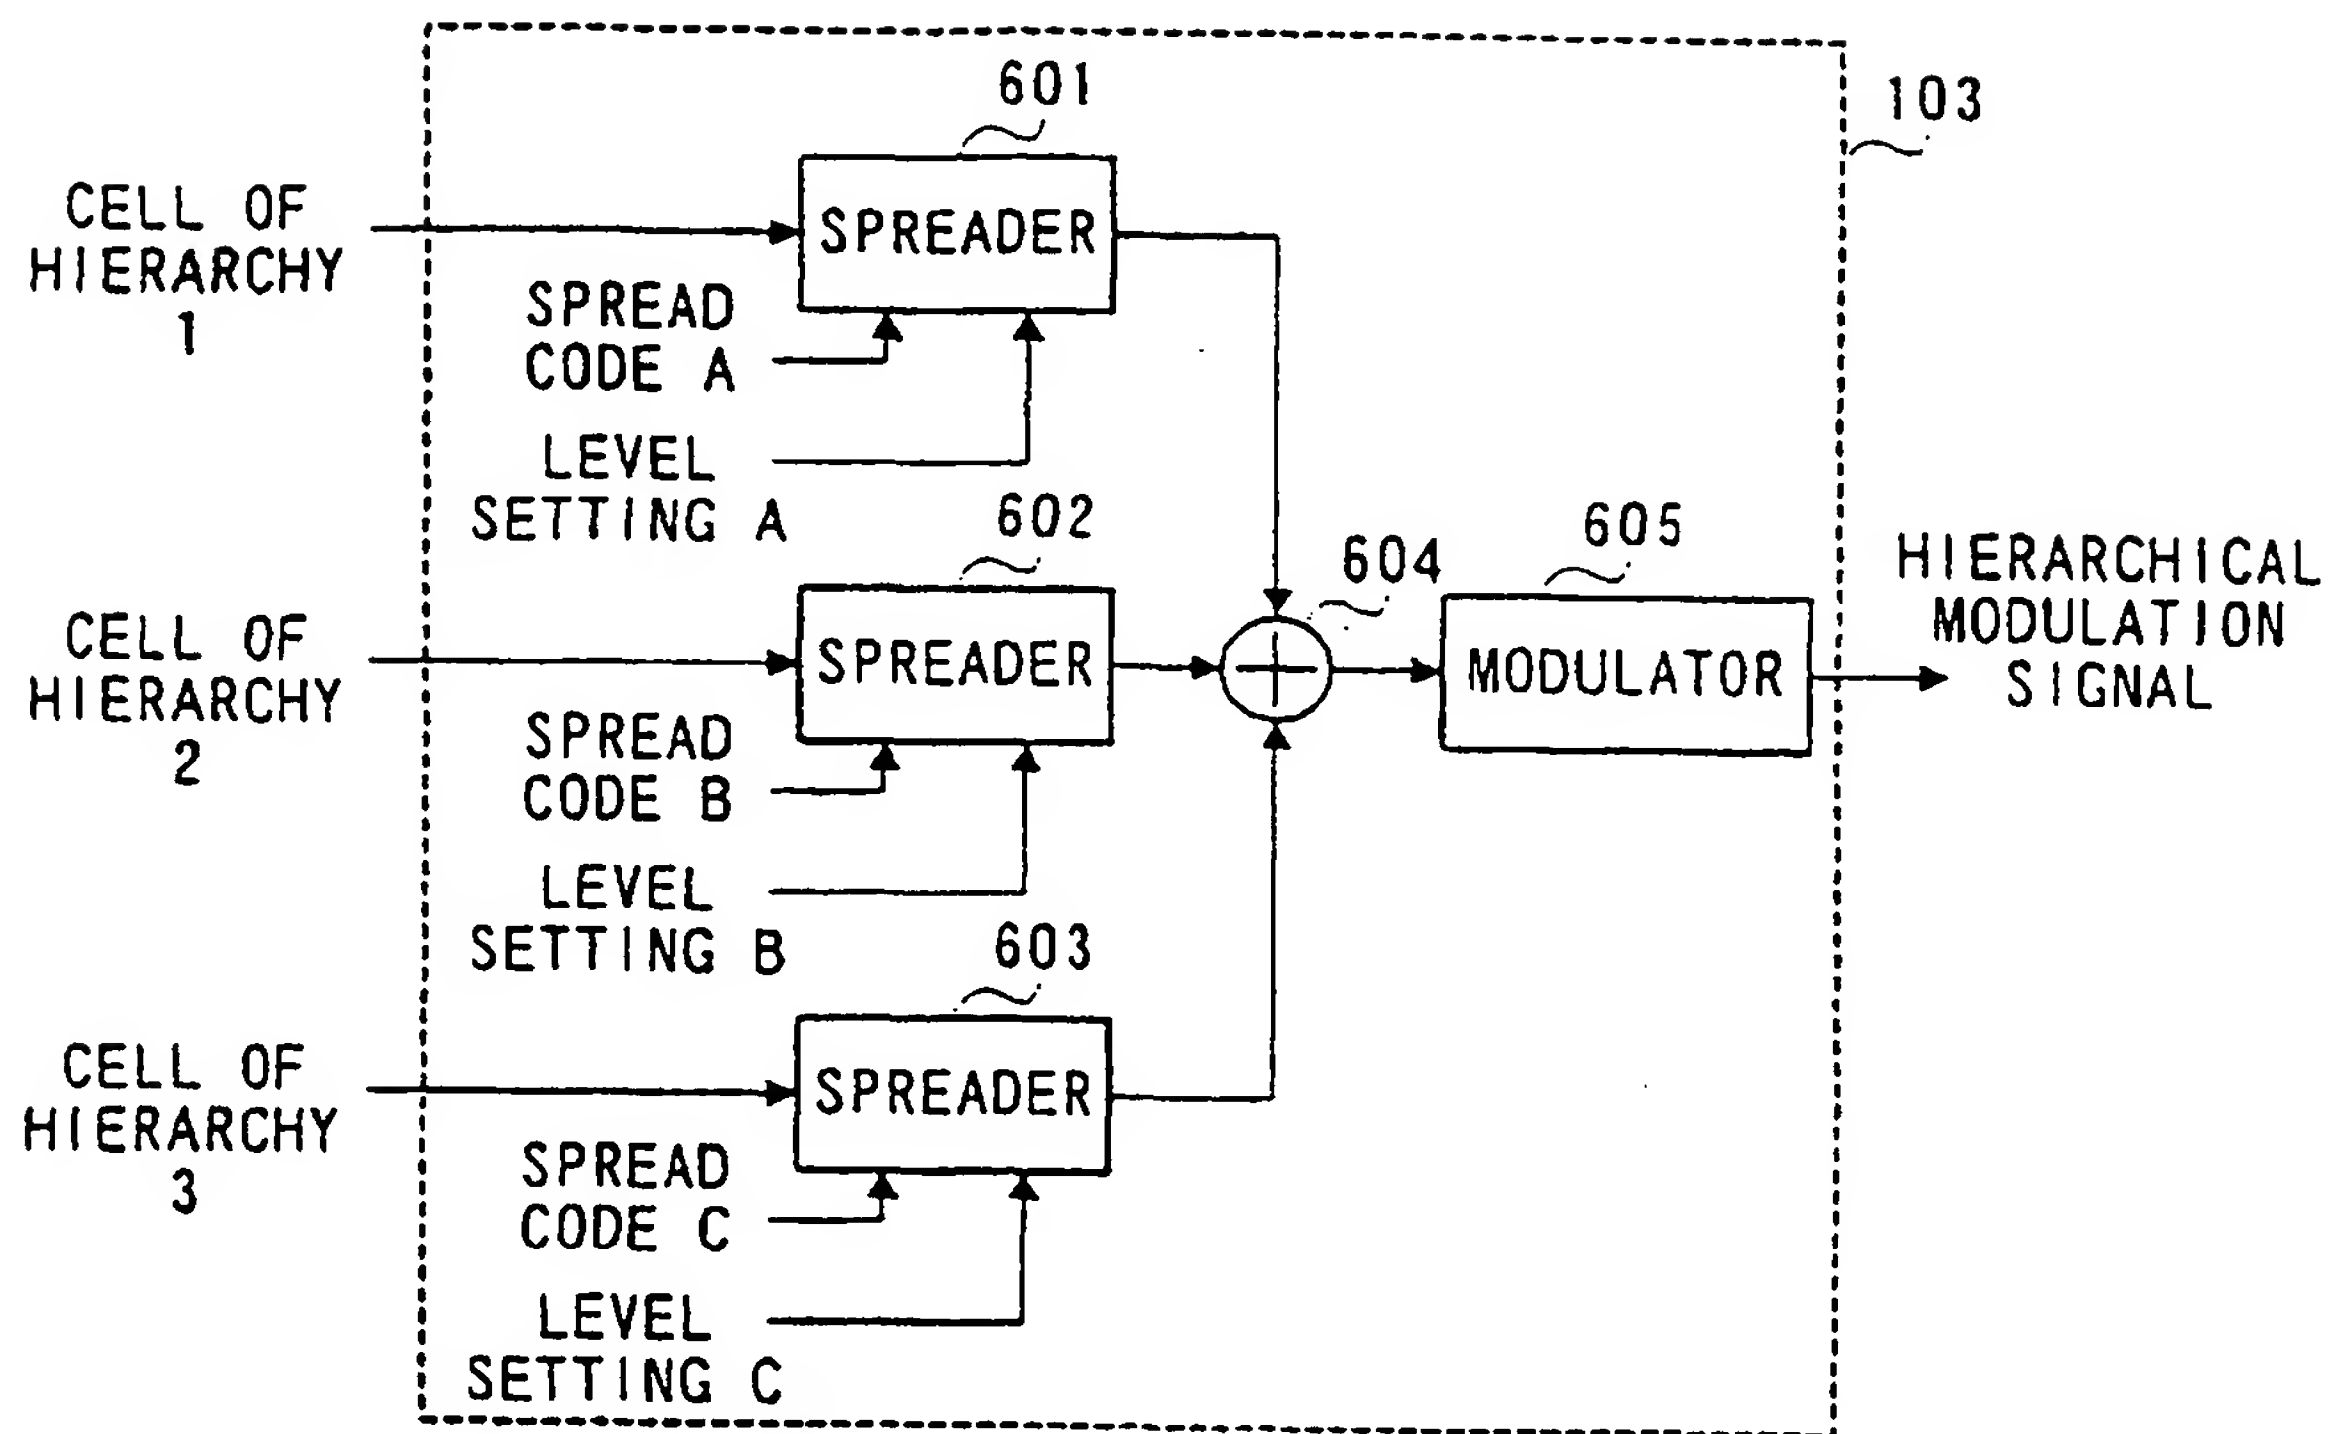 601
103
CELL OF
HIERARCHY
1
SPREADER
SPREAD
CODE A
LEVEL
SETTING A
602
604
605
HIERARCHICAL
MODULATION
SIGNAL
CELL OF
HIERARCHY
2
SPREADER
MODULATOR
SPREAD
CODE B
LEVEL
SETTING B
603
CELL OF
HIERARCHY
3
SPREADER
SPREAD
CODE C
LEVEL
SETTING C